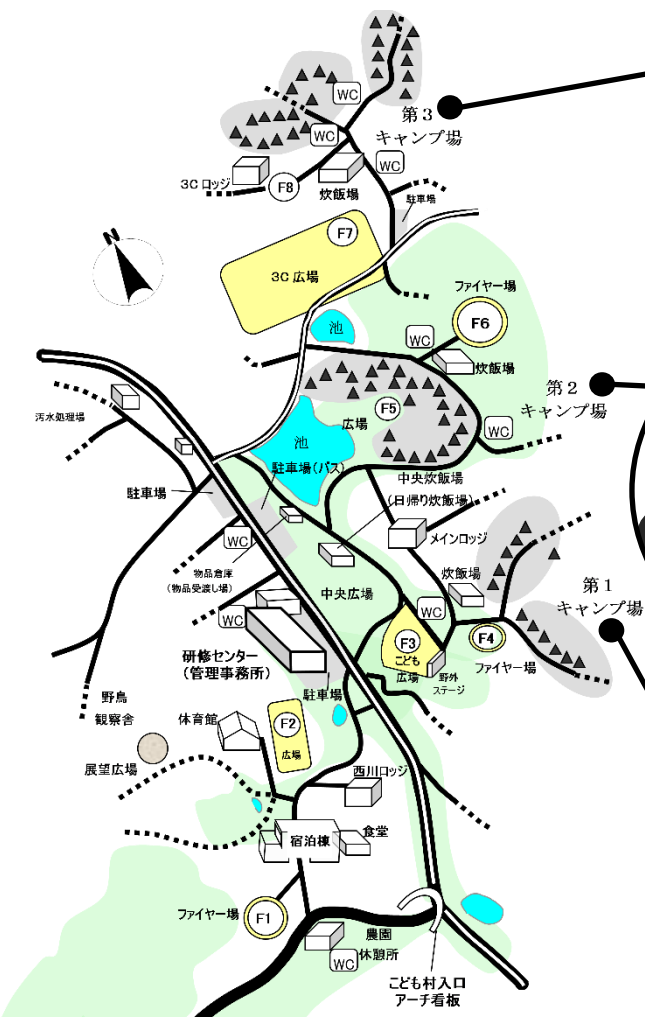 WC
第３
キャンプ場
WC
WC
3Cロッジ
F8
炊飯場
駐車場
F7
3C広場
N
ファイヤー場
F6
池
WC
炊飯場
第２
キャンプ場
F5
広場
WC
汚水処理場
池
駐車場(バス)
中央炊飯場
(日帰り炊飯場)
駐車場
WC
メインロッジ
物品倉庫
(物品受渡し場)
炊飯場
第１
キャンプ場
中央広場
WC
WC
F3
こども
広場
F4
ファイヤー場
野外
ステージ
研修センター
(管理事務所)
駐車場
野鳥
観察舎
体育館
F2
広場
展望広場
西川ロッジ
宿泊棟
食堂
ファイヤー場
F1
農園
休憩所
WC
こども村入口
アーチ看板